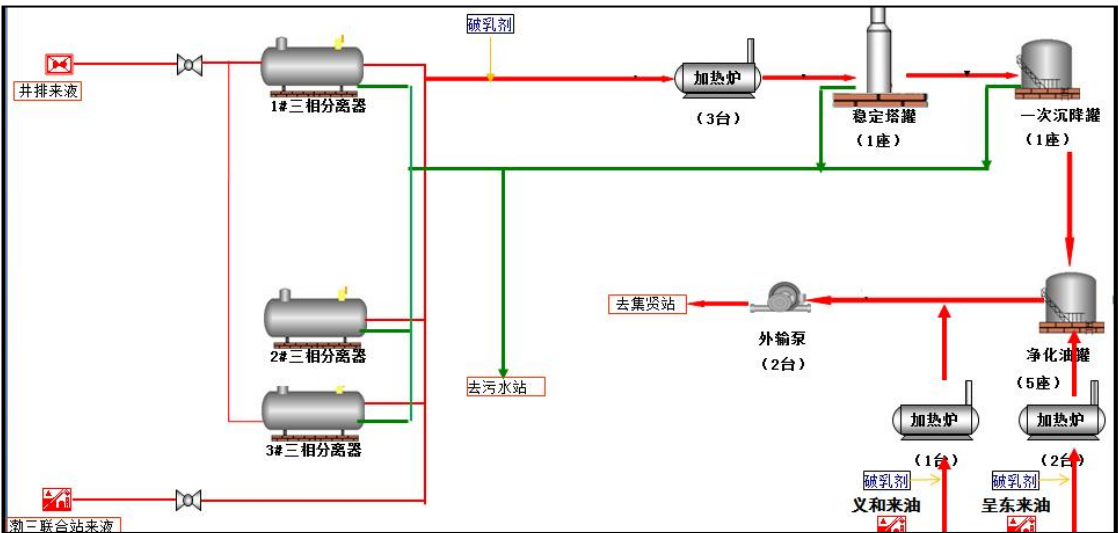 破乳剂
井排来液
1#三相分离器
加热炉
（3台）
稳定塔罐
（1座）
一次沉降罐
（1座）
去集贤站
外输泵
（2台）
净化油罐
（5座）
2#三相分离器
去污水站
3#三相分离器
加热炉
（1台）
加热炉
（2台）
破乳剂
破乳剂
义和来油
呈东来油
渤三联合站来液